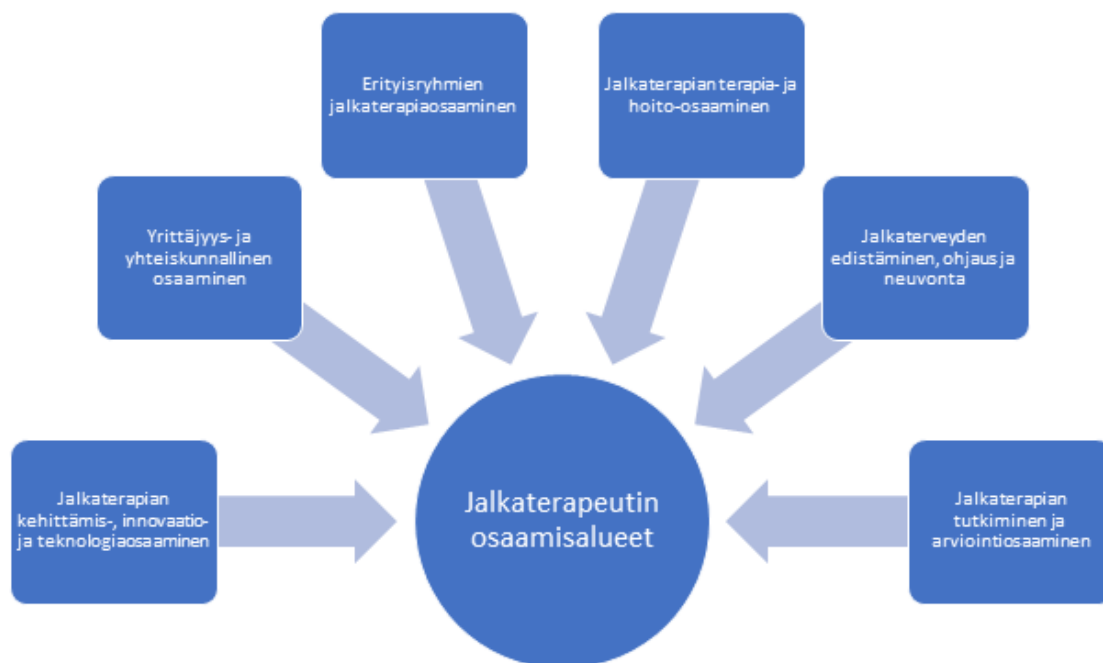 Erityisryhmien
jalkaterapiaosaaminen
Jalkaterapian terapia- ja
hoito-osaaminen
Yrittäjyys- ja
yhteiskunnallinen
osaaminen
Jalkaterveyden
edistäminen, ohjaus ja
neuvonta
Jalkaterapian
kehittämis-, innovaatio-
ja teknologiaosaaminen
Jalkaterapeutin
osaamisalueet
Jalkaterapian
tutkiminen ja
arviointiosaaminen